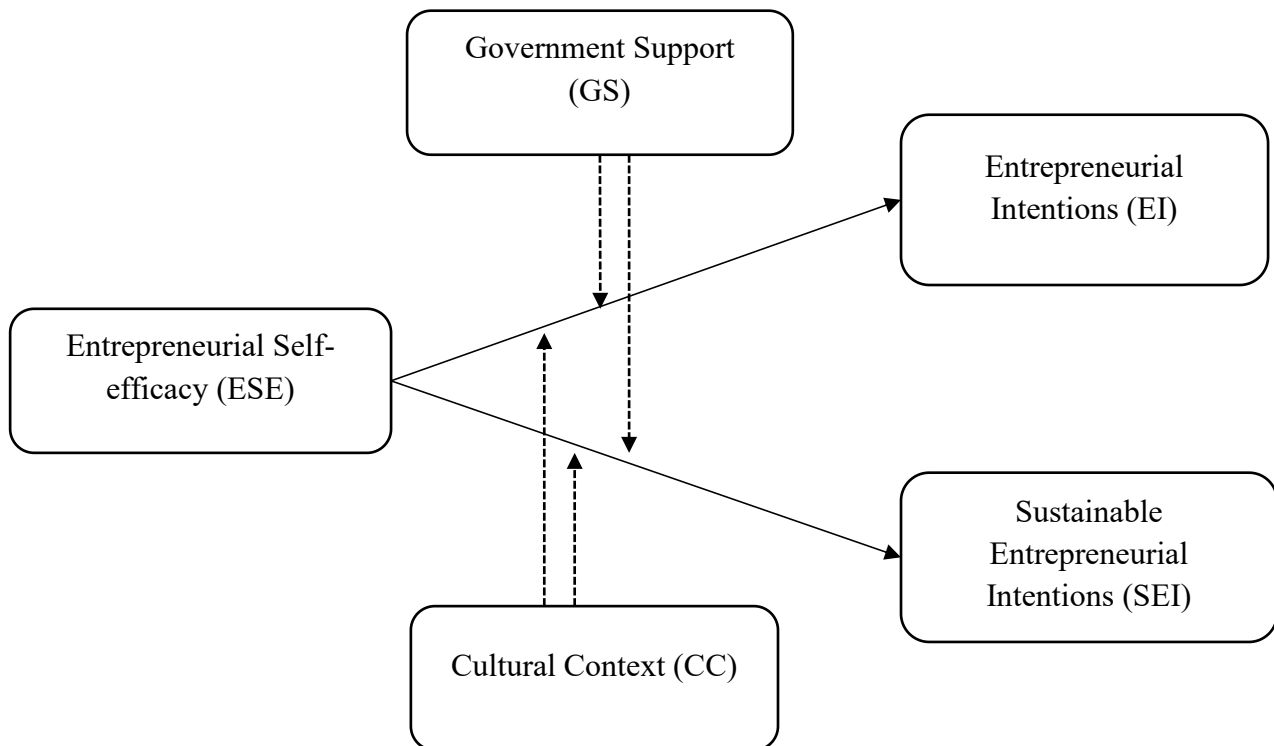 Government Support
(GS)
Entrepreneurial
Intentions (EI)
Entrepreneurial Self-
efficacy (ESE)
Sustainable
Entrepreneurial
Intentions (SEI)
Cultural Context (CC)